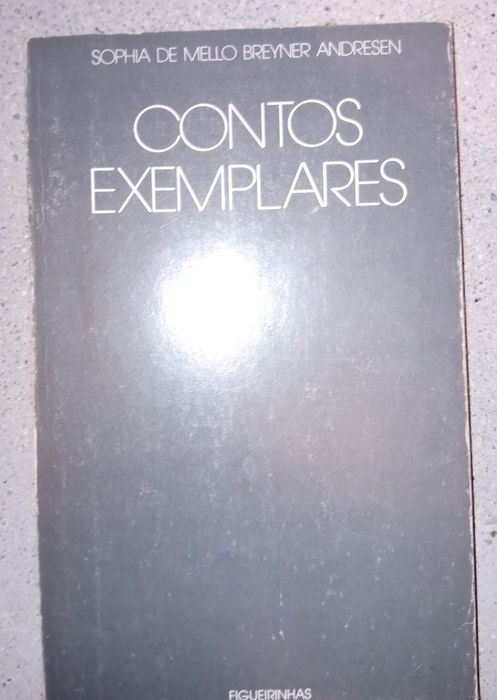 SOPHIA DE MELLO BREYNER ANDRESEN
CONTOS
EXEMPLARES
FIGUEIRINHAS